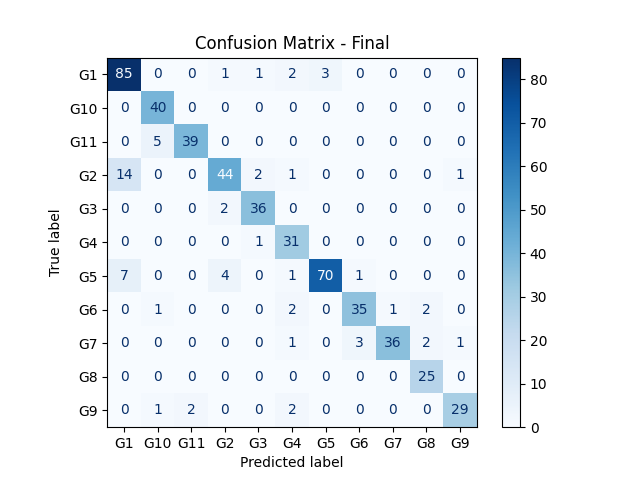 Confusion Matrix - Final
True label
G1 85 0 0 1 1 2 3 0 0 0 0
G10 0 40 0 0 0 0 0 0 0 0 0
G11 0 5 39 0 0 0 0 0 0 0 0
G2 14 0 0 44 2 1 0 0 0 0 1
G3 0 0 0 2 36 0 0 0 0 0 0
G4 0 0 0 0 1 31 0 0 0 0 0
G5 7 0 0 4 0 1 70 1 0 0 0
G6 0 1 0 0 0 2 0 35 1 2 0
G7 0 0 0 0 0 1 0 3 36 2 1
G8 0 0 0 0 0 0 0 0 0 25 0
G9 0 1 2 0 0 2 0 0 0 0 29
G1 G10 G11 G2 G3 G4 G5 G6 G7 G8 G9
Predicted label
80
70
60
50
40
30
20
10
0